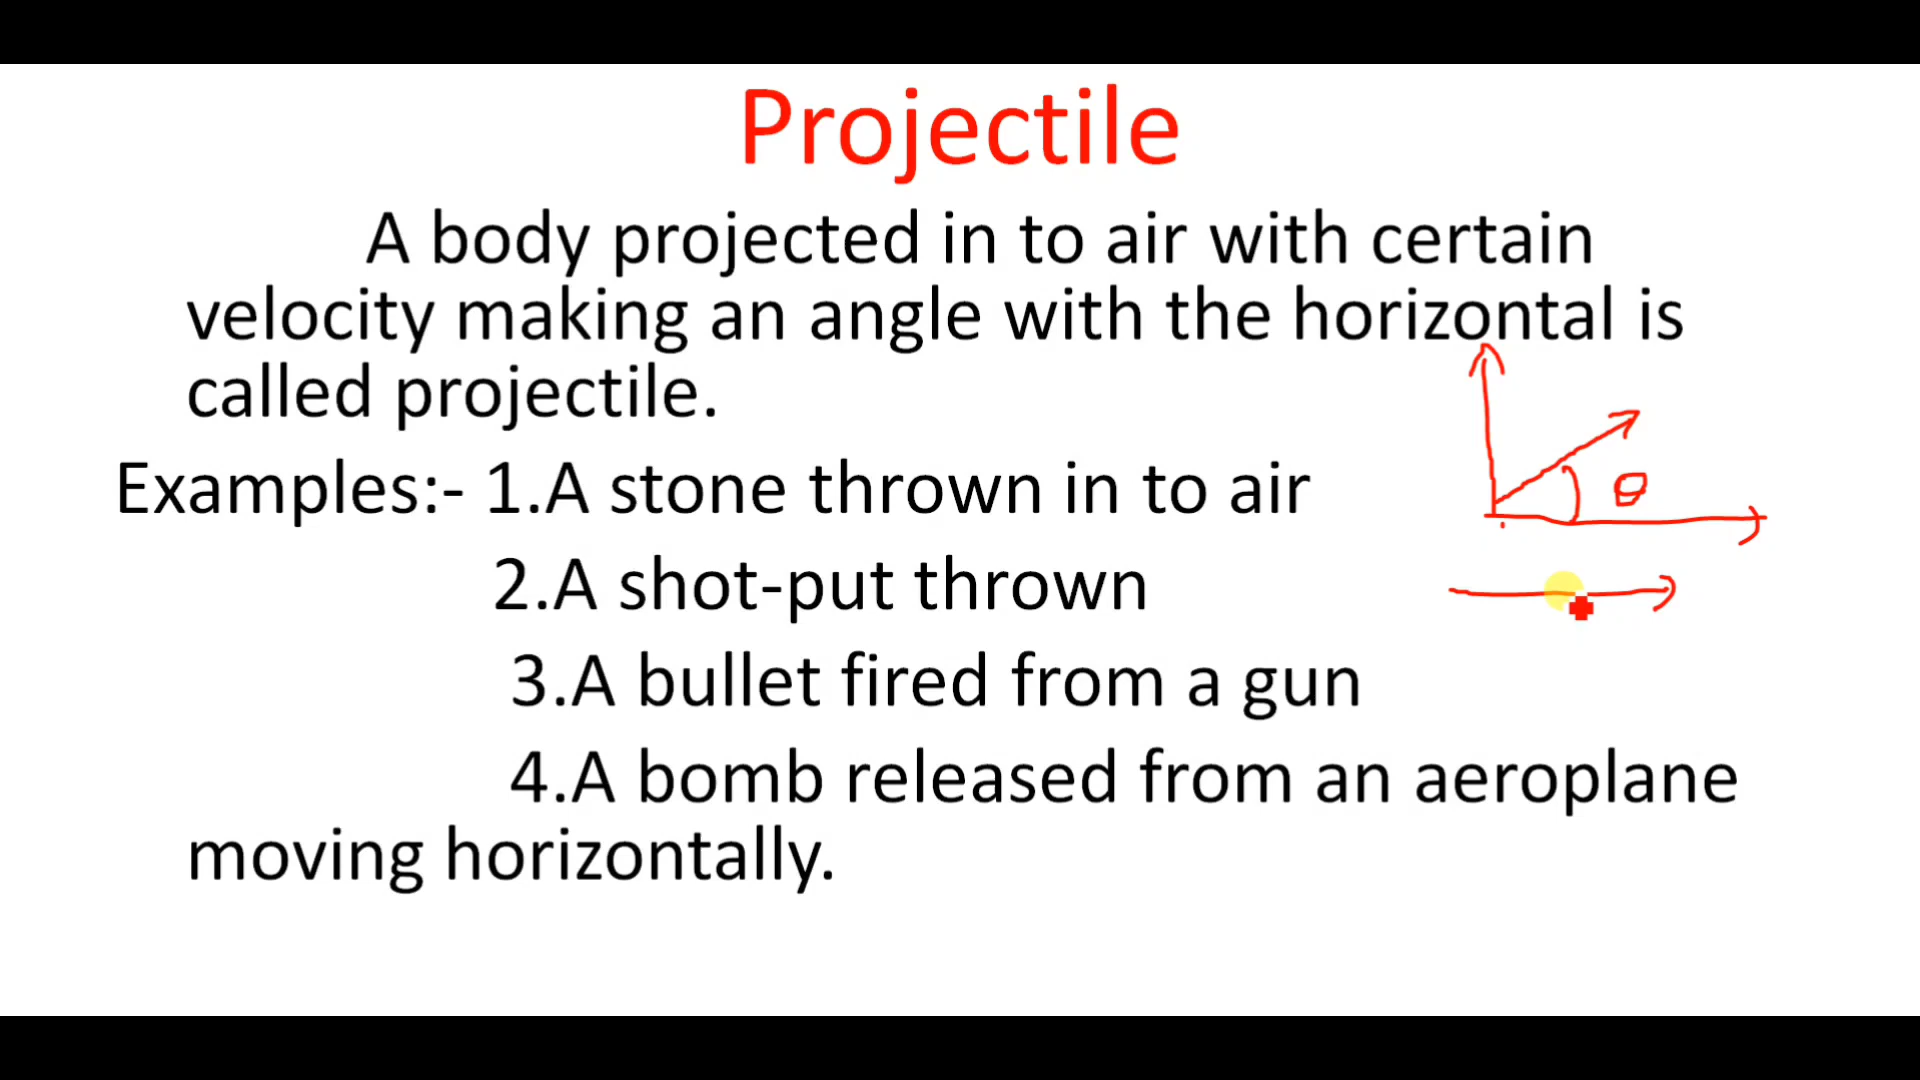 Projectile
A body projected in to air with certain
velocity making an angle with the horizontal is
called projectile.
Examples:- 1.A stone thrown in to air
θ
2.A shot-put thrown
3.A bullet fired from a gun
4.A bomb released from an aeroplane
moving horizontally.